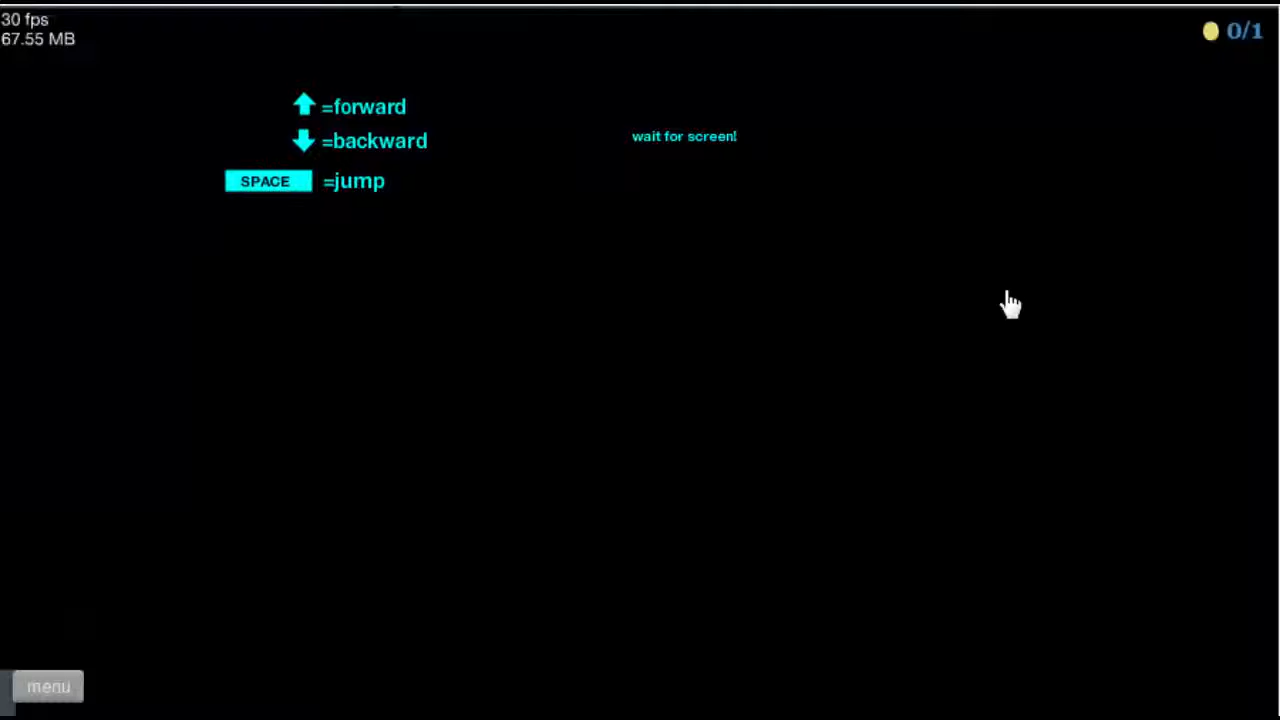 30 fps
67.55 MB
0/1
=forward
=backward
wait for screen!
SPACE =jump
menu